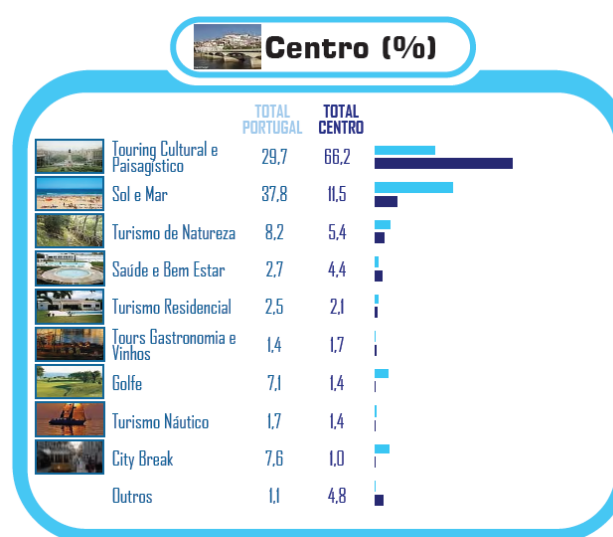 Centro (%)
TOTAL PORTUGAL TOTAL CENTRO
Touring Cultural e Paisagístico 29,7 66,2
Sol e Mar 37,8 11,5
Turismo de Natureza 8,2 5,4
Saúde e Bem Estar 2,7 4,4
Turismo Residencial 2,5 2,1
Tours Gastronomia e Vinhos 1,4 1,7
Golfe 7,1 1,4
Turismo Náutico 1,7 1,4
City Break 7,6 1,0
Outros 1,1 4,8